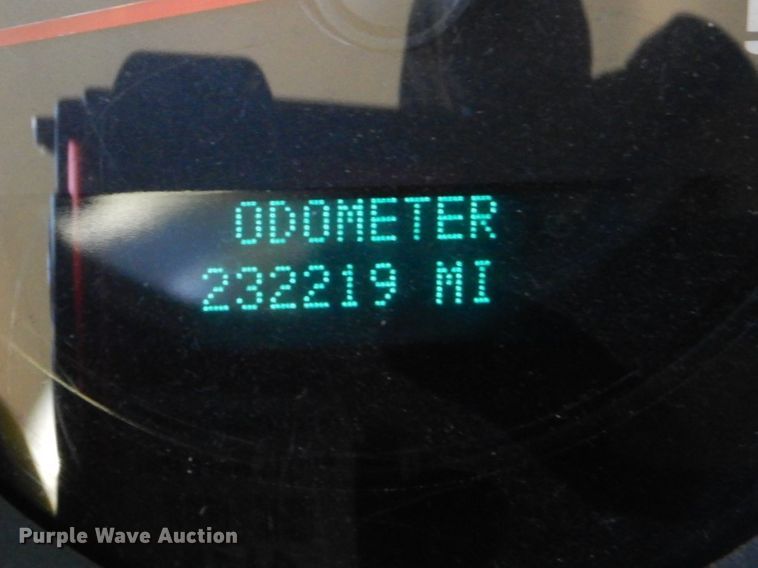 ODOMETER
232219 MI
Purple Wave Auction